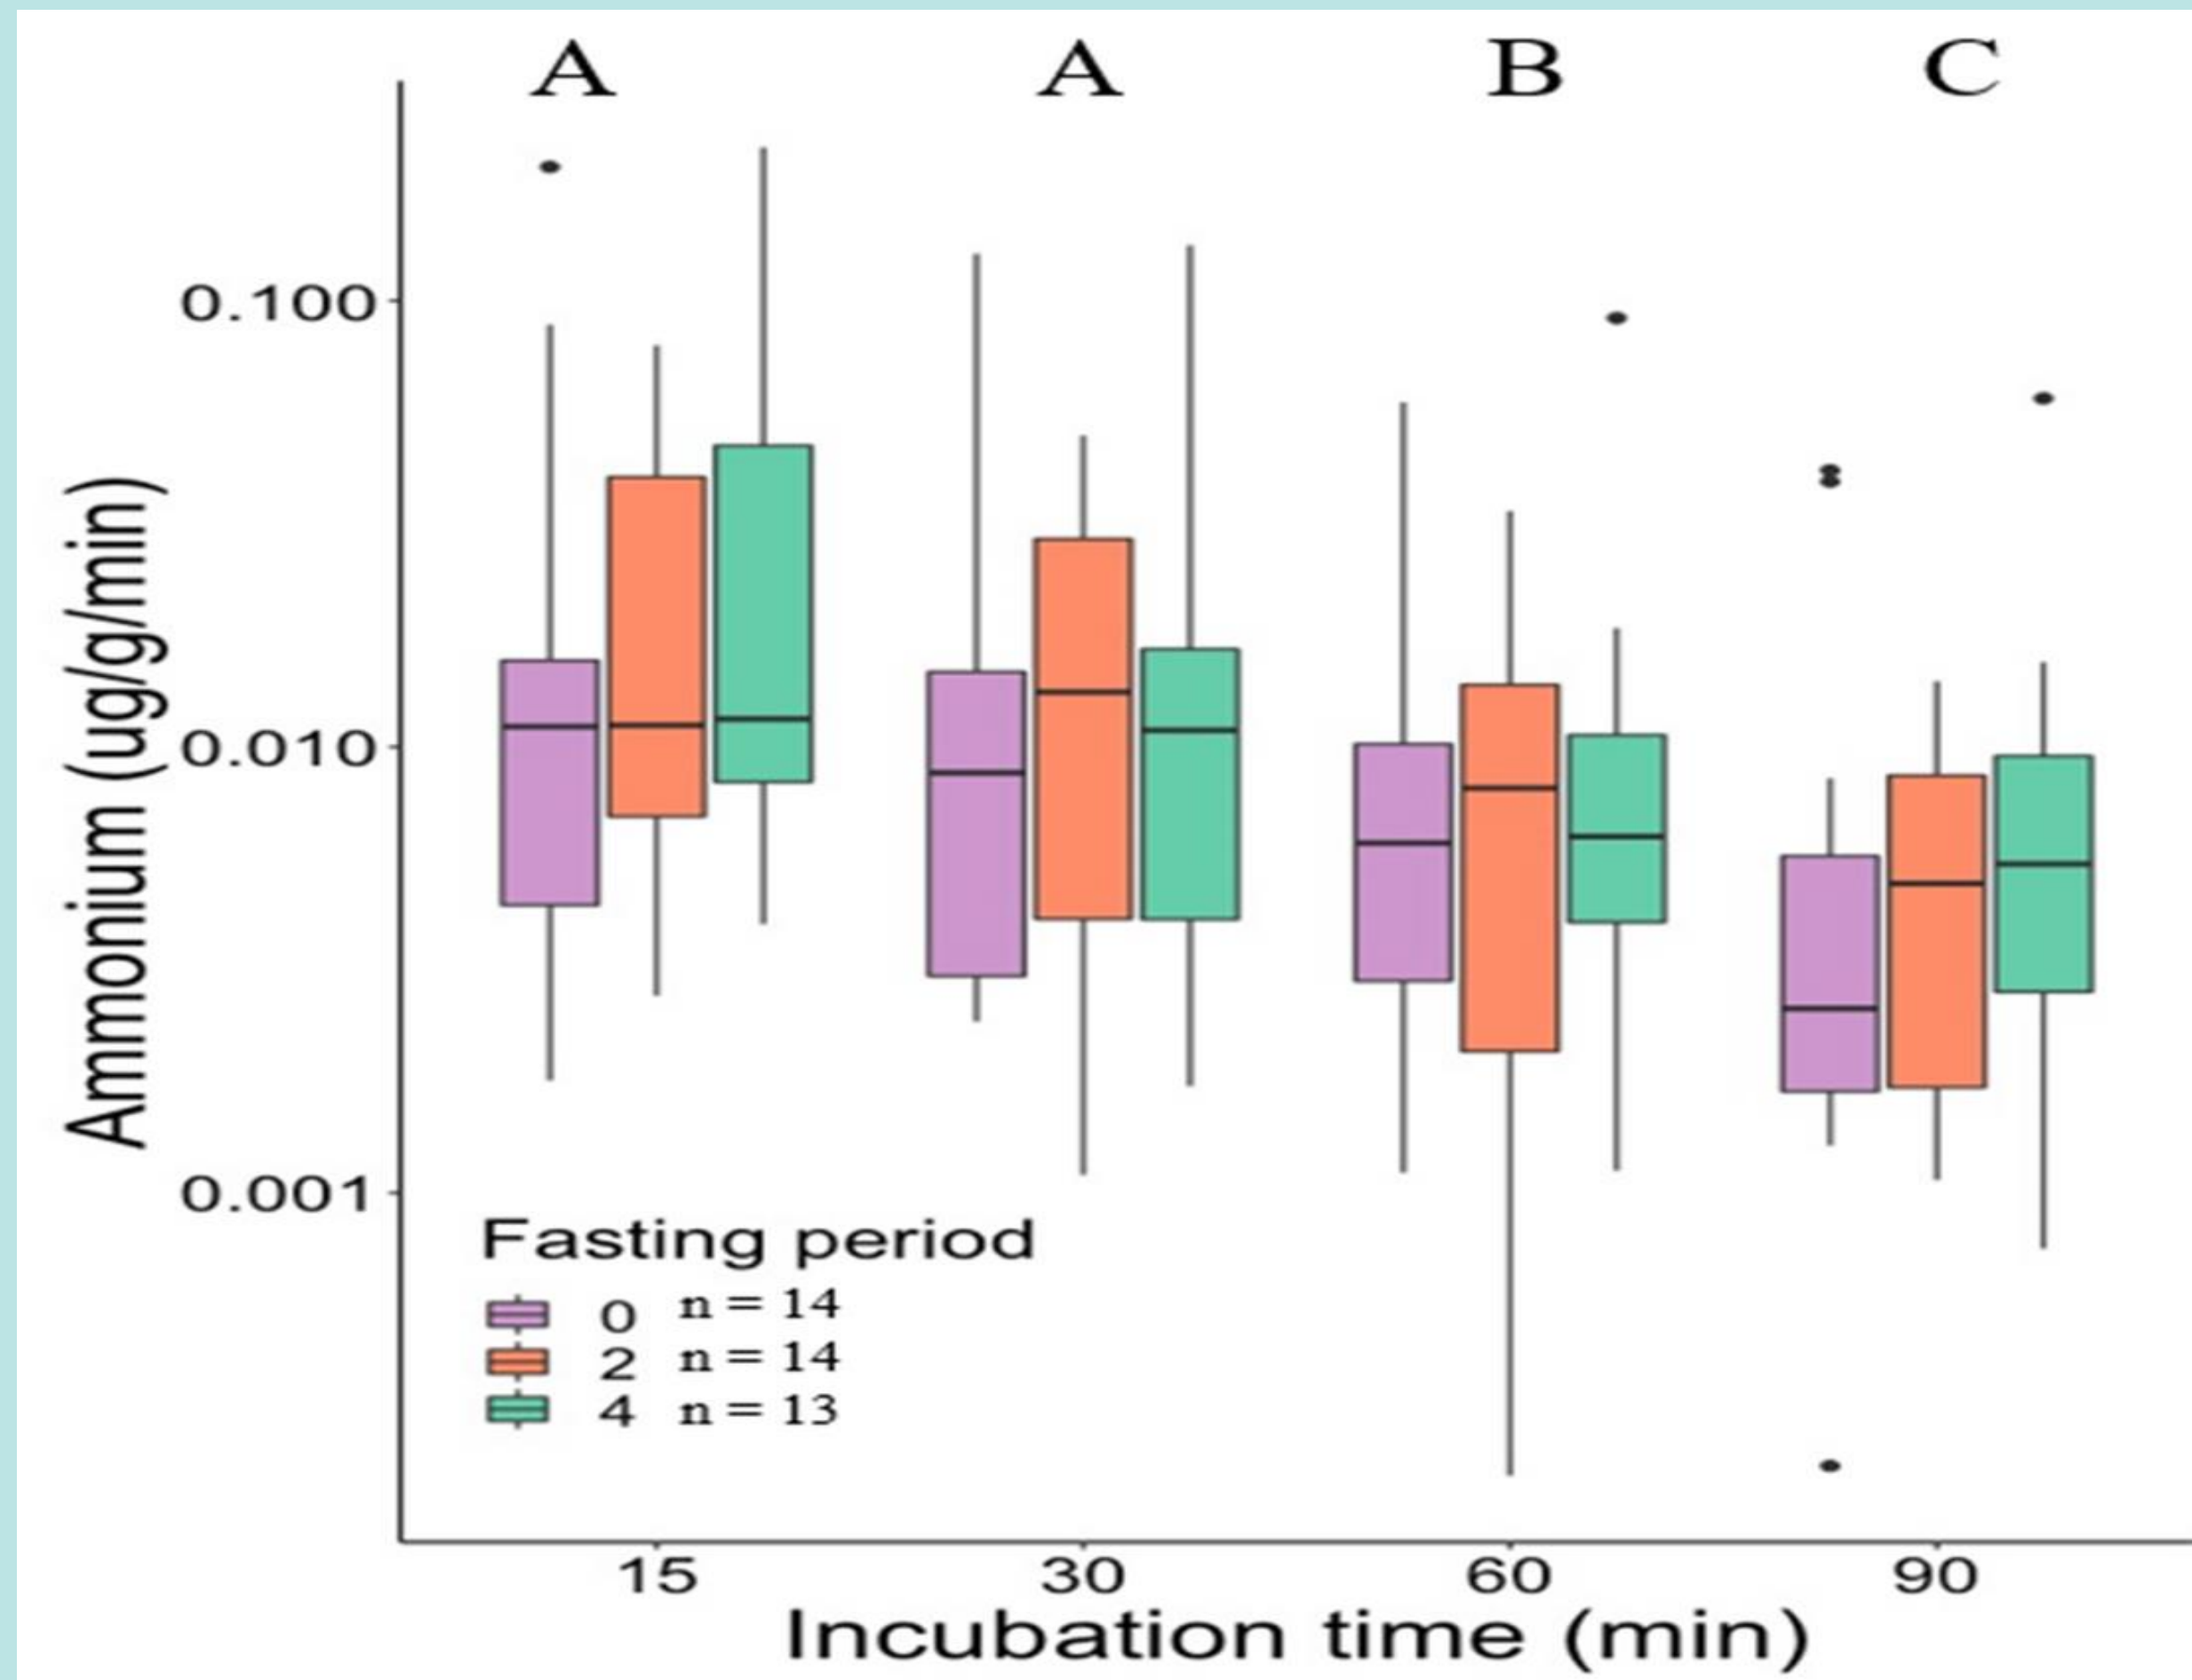 A A B C
0.100
0.010
0.001
Ammonium (ug/g/min)
Fasting period
0 n = 14
2 n = 14
4 n = 13
15 30 60 90
Incubation time (min)